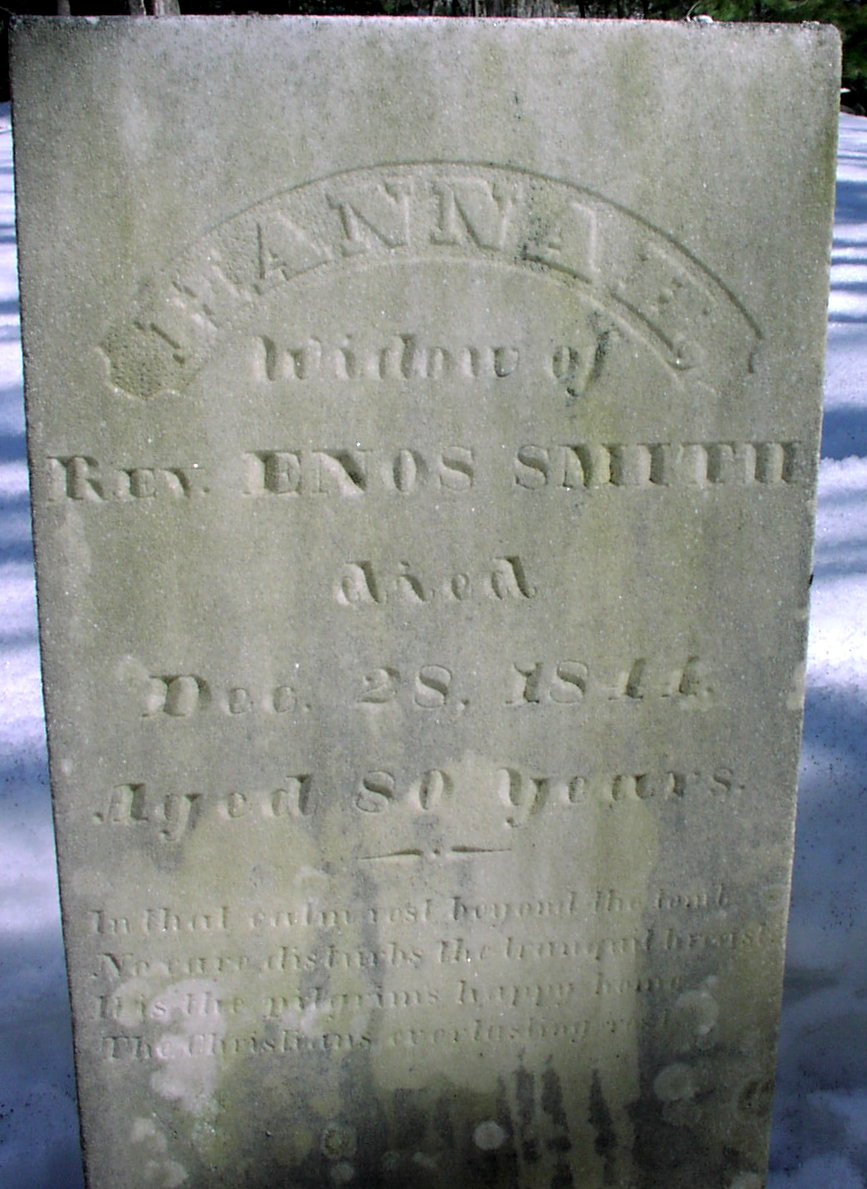 HANNAH,
Widow of
Rev. ENOS SMITH
died
Dec. 28, 1844.
Aged 80 Years.
In that calm rest beyond the tomb
No care disturbs the tranquil breast
It is the pilgrims happy home
The Christians everlasting rest